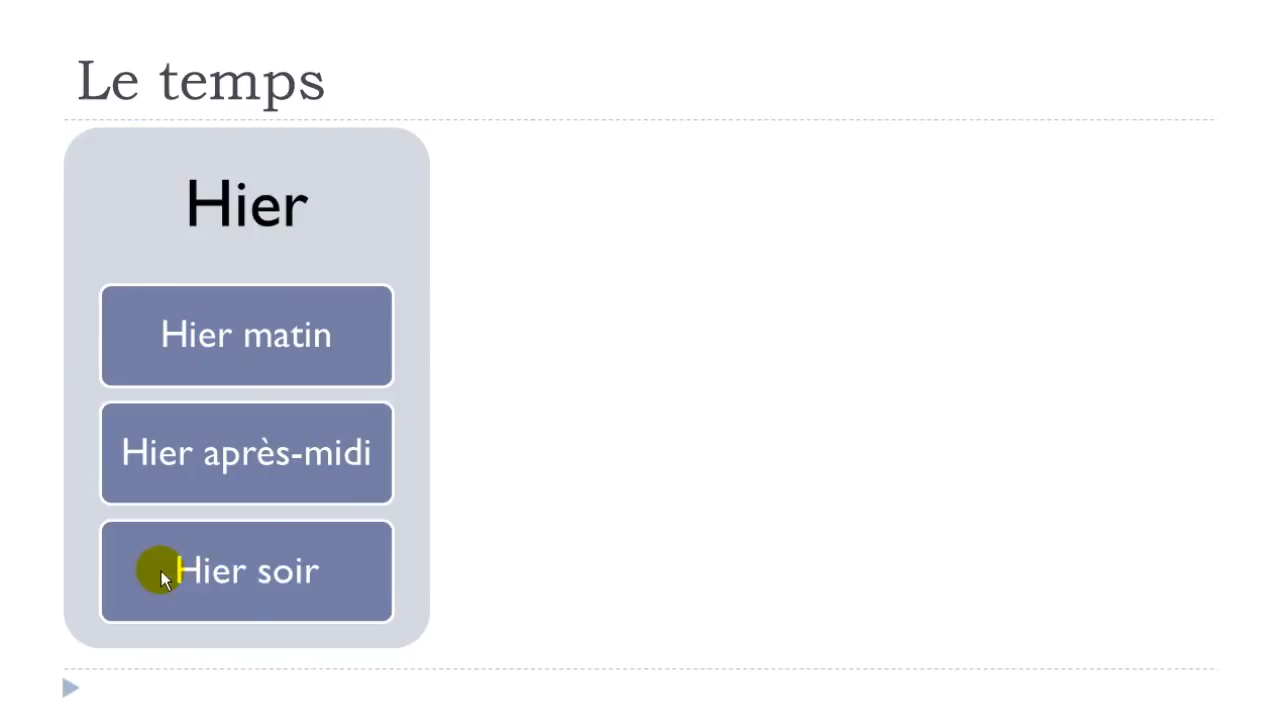 Le temps
Hier
Hier matin
Hier après-midi
Hier soir